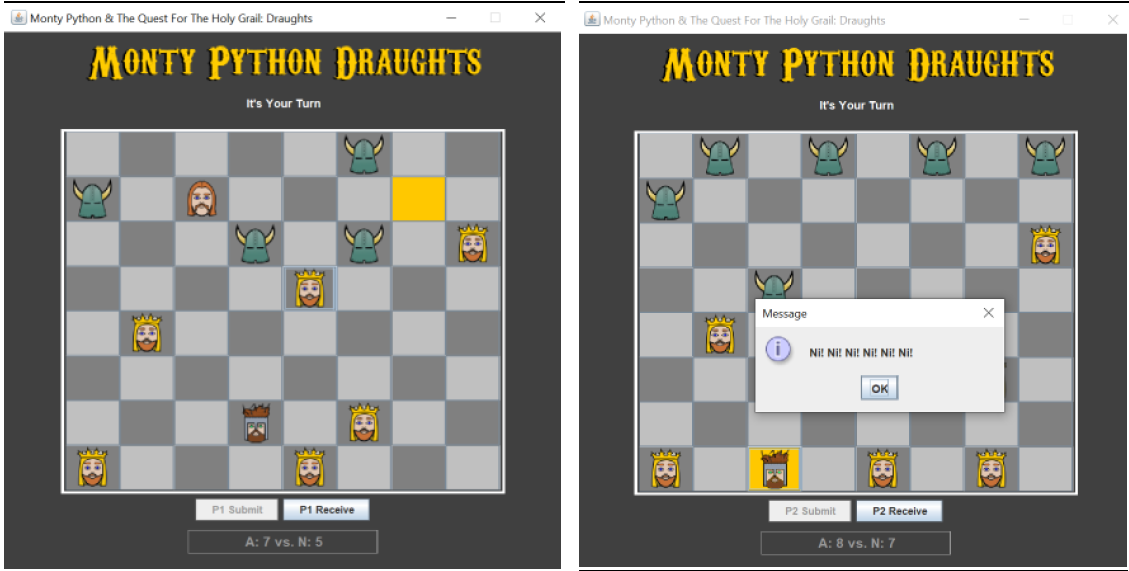 Monty Python & The Quest For The Holy Grail: Draughts
MONTY PYTHON DRAUGHTS
It's Your Turn
P1 Submit
P1 Receive
A: 7 vs. N: 5
Monty Python & The Quest For The Holy Grail: Draughts
MONTY PYTHON DRAUGHTS
It's Your Turn
Message
Ni! Ni! Ni! Ni! Ni! Ni!
OK
P2 Submit
P2 Receive
A: 8 vs. N: 7